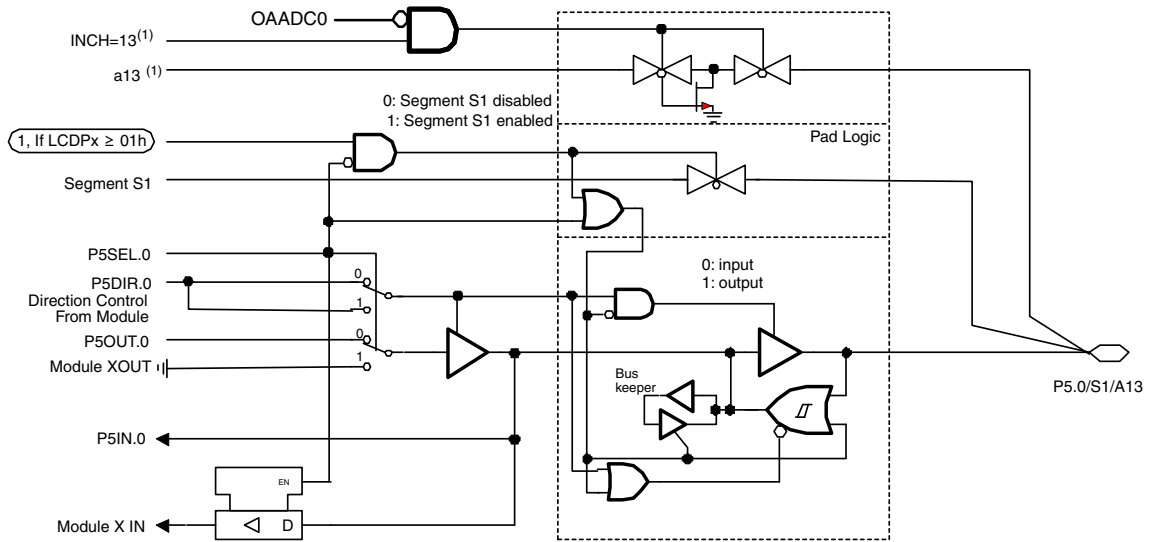 OAADC0
INCH=13(1)
a13 (1)
0: Segment S1 disabled
1: Segment S1 enabled
Pad Logic
1, If LCDPx ≥ 01h
Segment S1
P5SEL.0
0: input
1: output
P5DIR.0
0
Direction Control
From Module
1
P5OUT.0
0
Module XOUT
1
Bus
keeper
P5.0/S1/A13
P5IN.0
EN
Module X IN
D